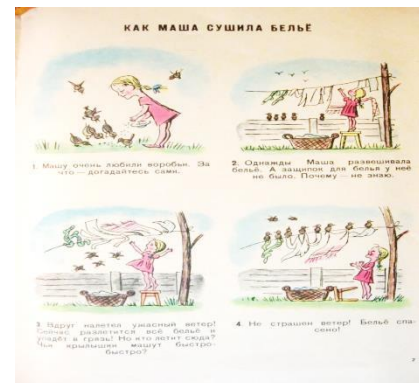 КАК МАША СУШИЛА БЕЛЬЁ
1. Машу очень любили воробьи. За
что — догадайтесь сами.
2. Однажды Маша развешивала
бельё. А защипок для белья у неё
не было. Почему — не знаю.
3. Вдруг налетел ужасный ветер!
Сейчас разлетится всё бельё и
упадёт в грязь! Но кто летит сюда?
Чьи крылышки машут быстро-
быстро?
4. Не страшен ветер! Бельё спа-
сено!